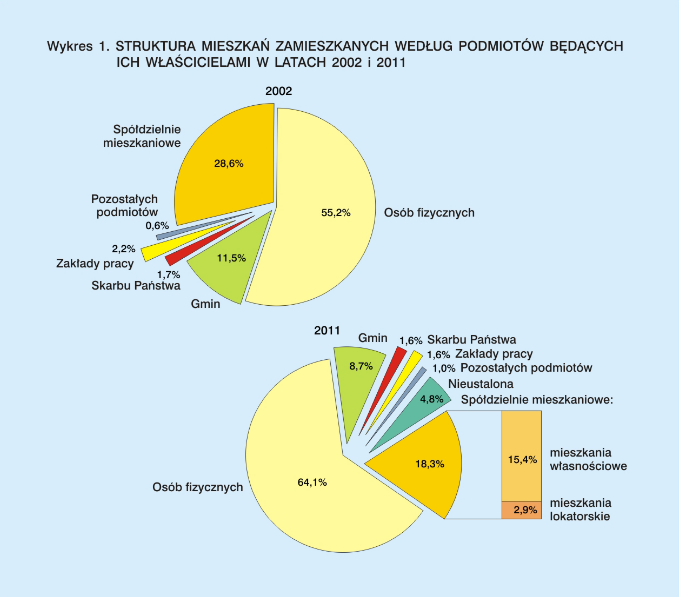 Wykres 1. STRUKTURA MIESZKAŃ ZAMIESZKANYCH WEDŁUG PODMIOTÓW BĘDĄCYCH
ICH WŁAŚCICIELAMI W LATACH 2002 i 2011
2002
Spółdzielnie
mieszkaniowe
28,6%
55,2%
Osób fizycznych
Pozostałych
podmiotów
0,6%
2,2%
Zakłady pracy
1,7%
Skarbu Państwa
11,5%
Gmin
2011
Gmin
8,7%
1,6% Skarbu Państwa
1,6% Zakłady pracy
1,0% Pozostałych podmiotów
Nieustalona
4,8%
Spółdzielnie mieszkaniowe:
18,3%
15,4%
mieszkania
własnościowe
2,9%
mieszkania
lokatorskie
Osób fizycznych
64,1%